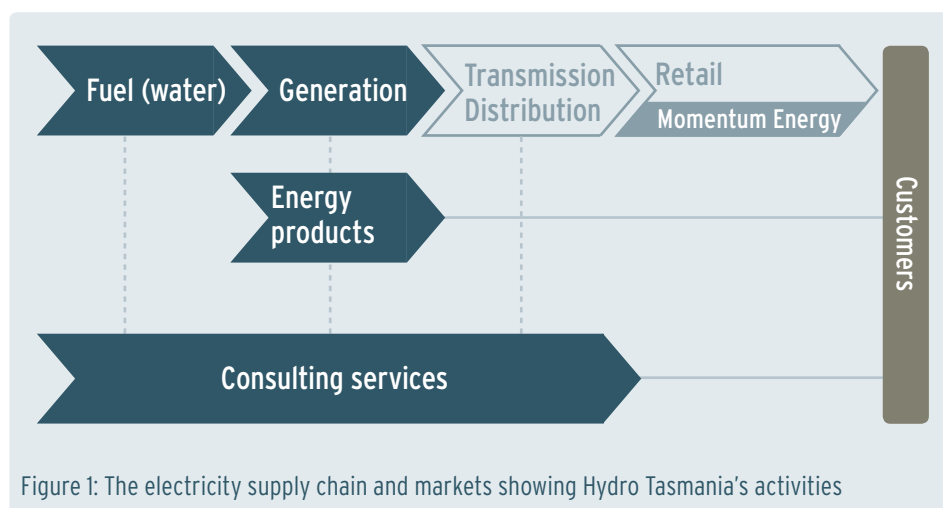 Fuel (water)
Generation
Transmission
Distribution
Retail
Momentum Energy
Energy
products
Customers
Consulting services
Figure 1: The electricity supply chain and markets showing Hydro Tasmania's activities